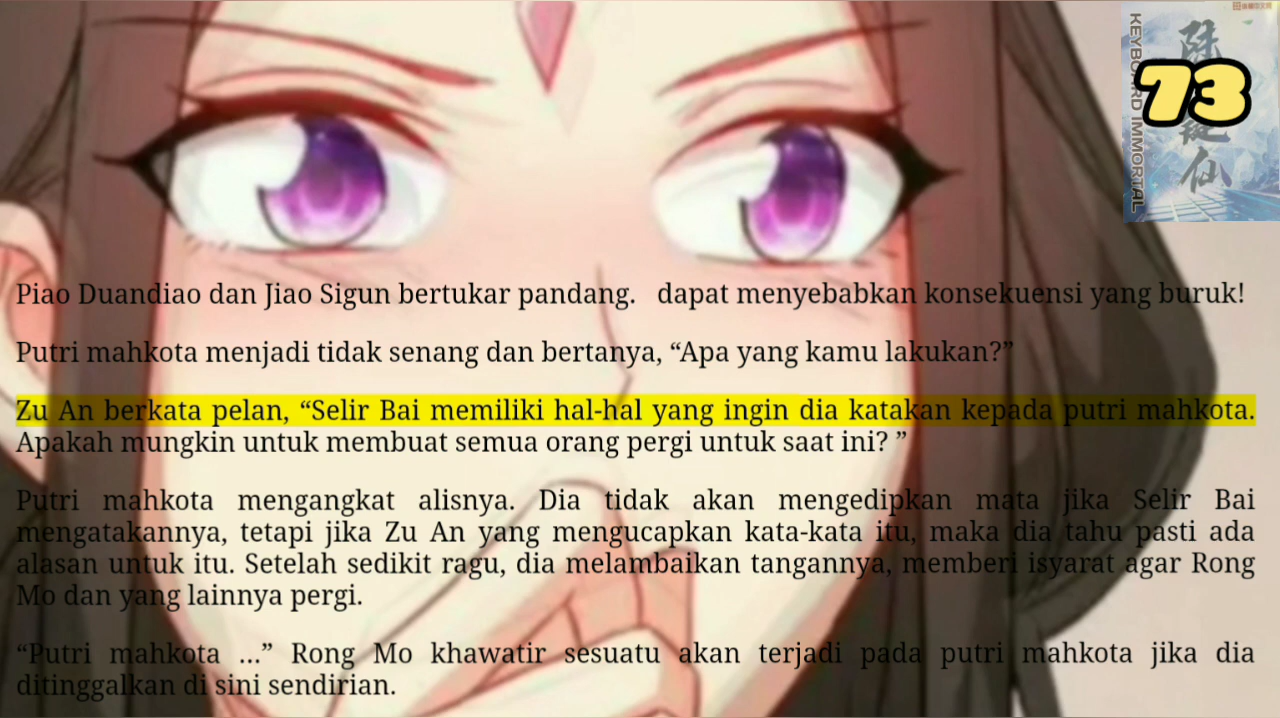 KEYBOARD IMMORTAL
仙
73
Piao Duandiao dan Jiao Sigun bertukar pandang. dapat menyebabkan konsekuensi yang buruk!
Putri mahkota menjadi tidak senang dan bertanya, “Apa yang kamu lakukan?”
Zu An berkata pelan, “Selir Bai memiliki hal-hal yang ingin dia katakan kepada putri mahkota.
Apakah mungkin untuk membuat semua orang pergi untuk saat ini? ”
Putri mahkota mengangkat alisnya. Dia tidak akan mengedipkan mata jika Selir Bai
mengatakannya, tetapi jika Zu An yang mengucapkan kata-kata itu, maka dia tahu pasti ada
alasan untuk itu. Setelah sedikit ragu, dia melambaikan tangannya, memberi isyarat agar Rong
Mo dan yang lainnya pergi.
“Putri mahkota ...” Rong Mo khawatir sesuatu akan terjadi pada putri mahkota jika dia
ditinggalkan di sini sendirian.